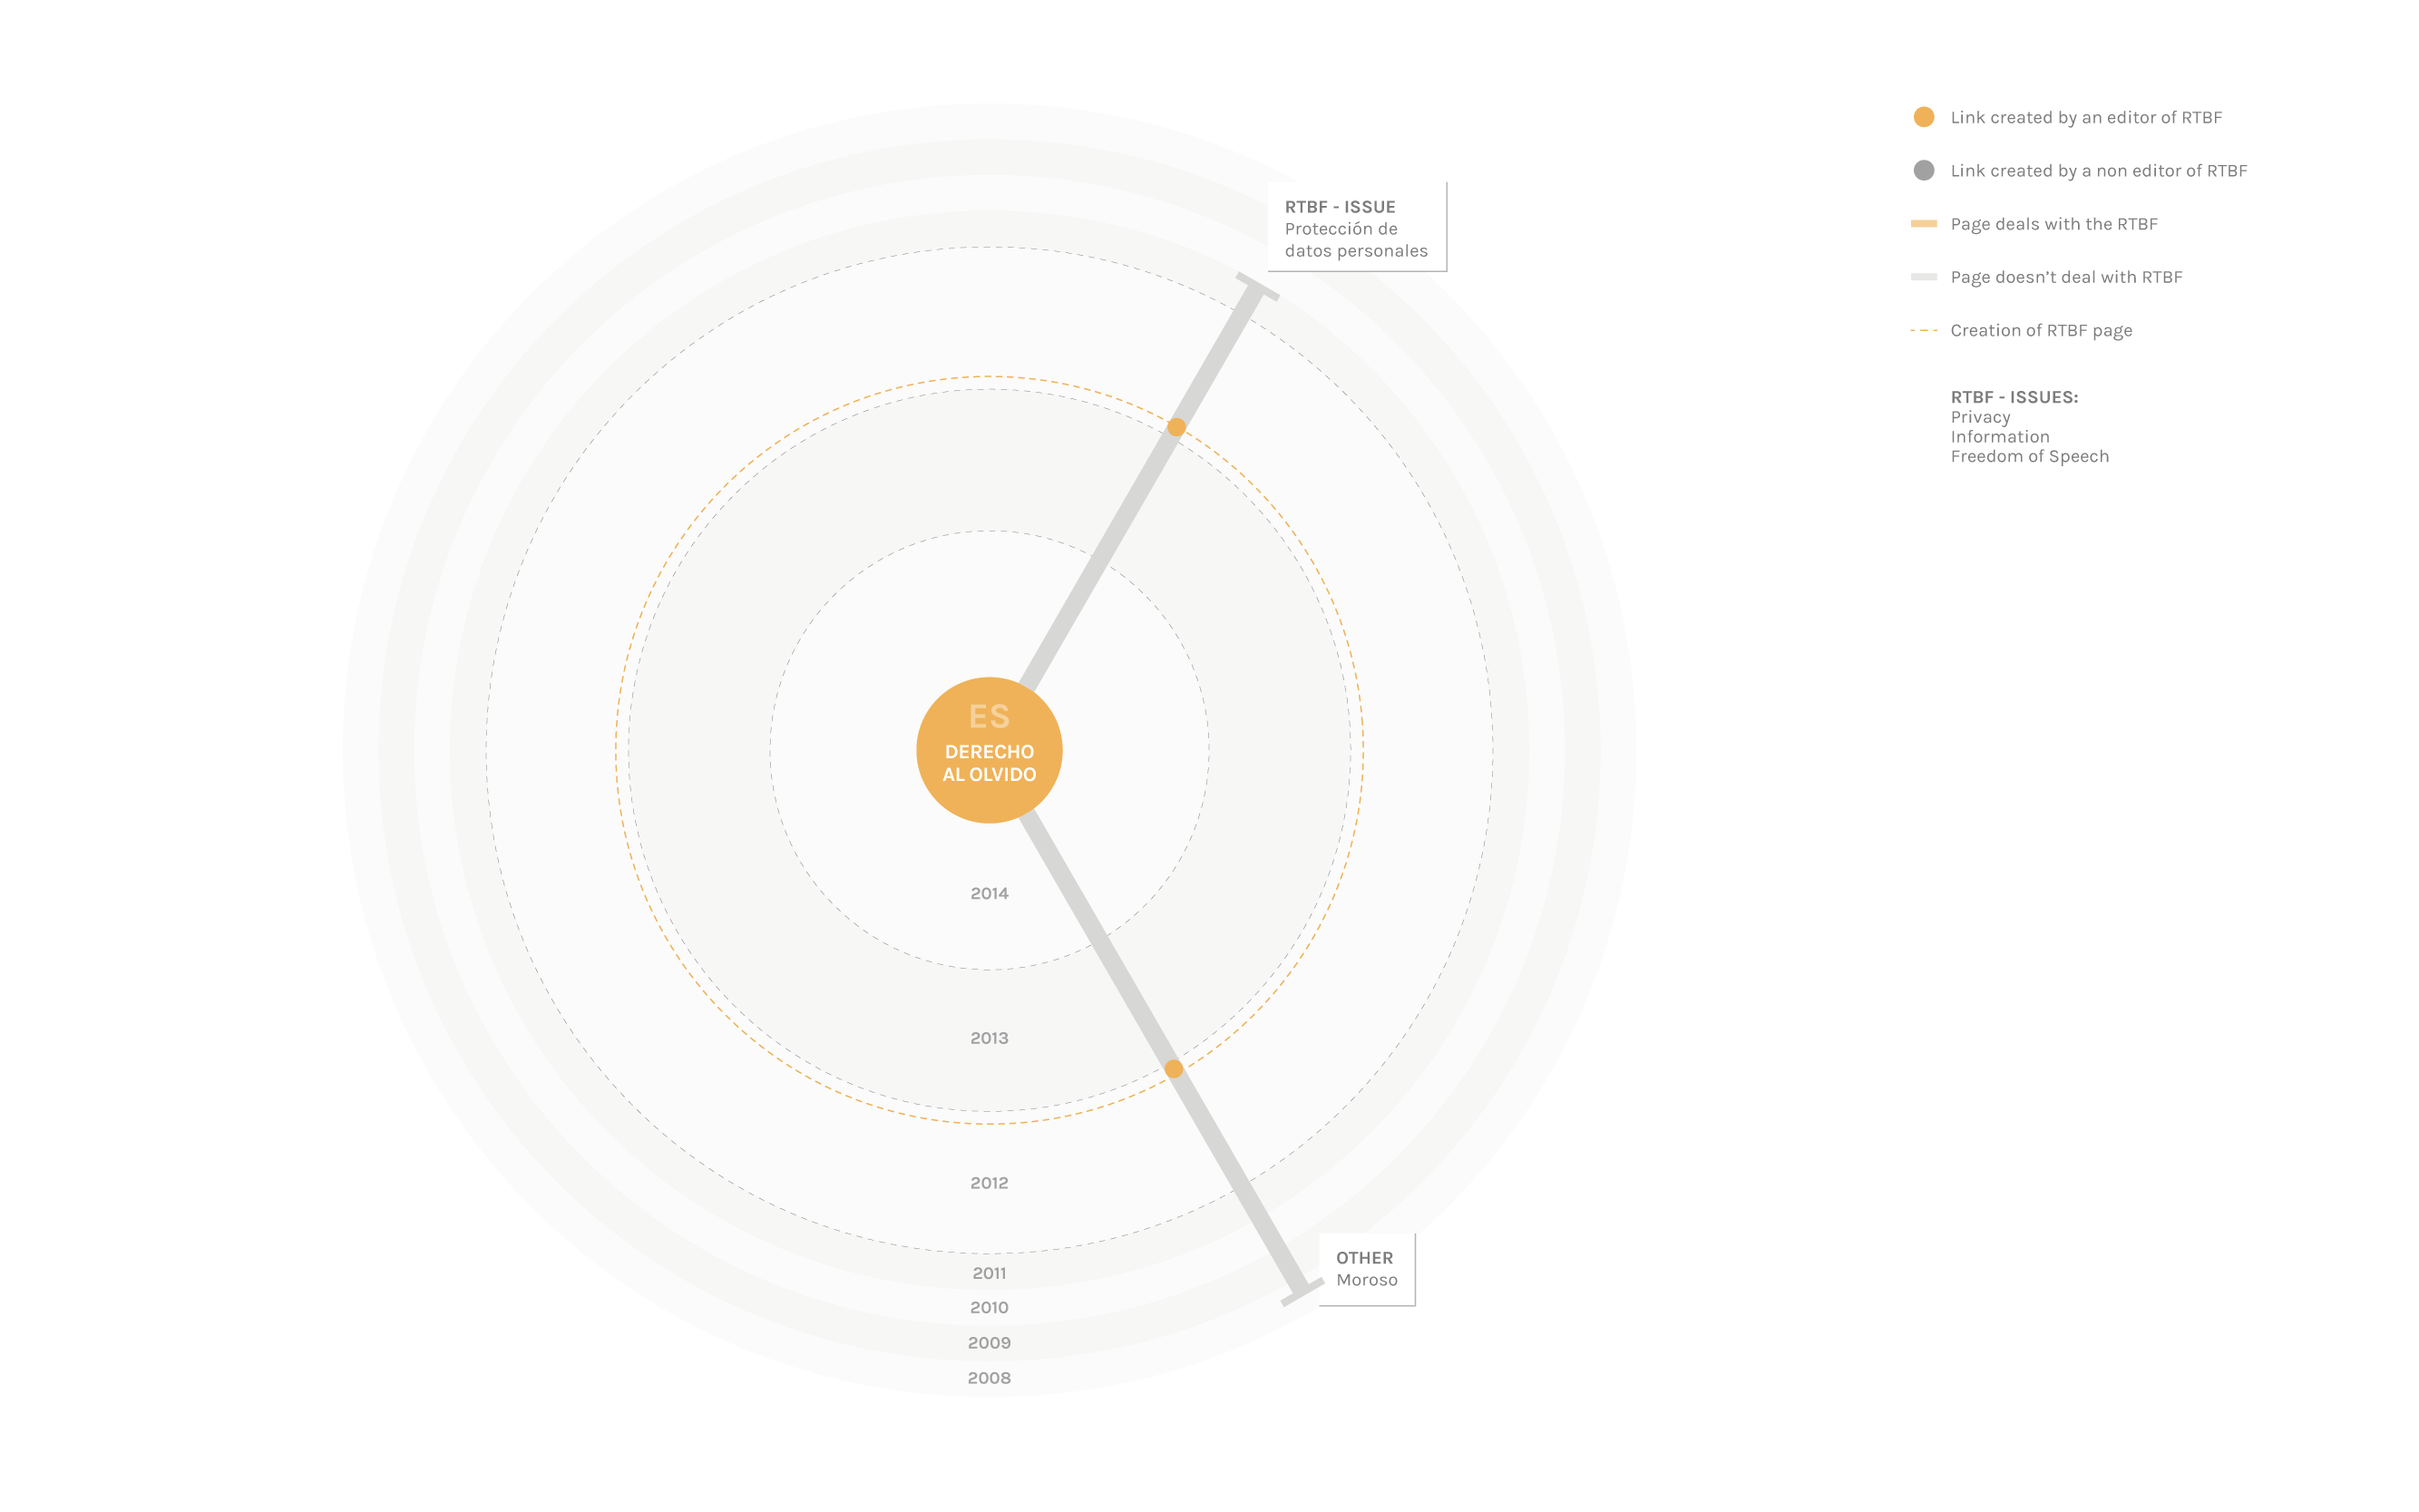 RTBF - ISSUE
Protección de
datos personales
ES
DERECHO
AL OLVIDO
2014
2013
2012
2011
2010
2009
2008
OTHER
Moroso
Link created by an editor of RTBF
Link created by a non editor of RTBF
Page deals with the RTBF
Page doesn’t deal with RTBF
Creation of RTBF page
RTBF - ISSUES:
Privacy
Information
Freedom of Speech